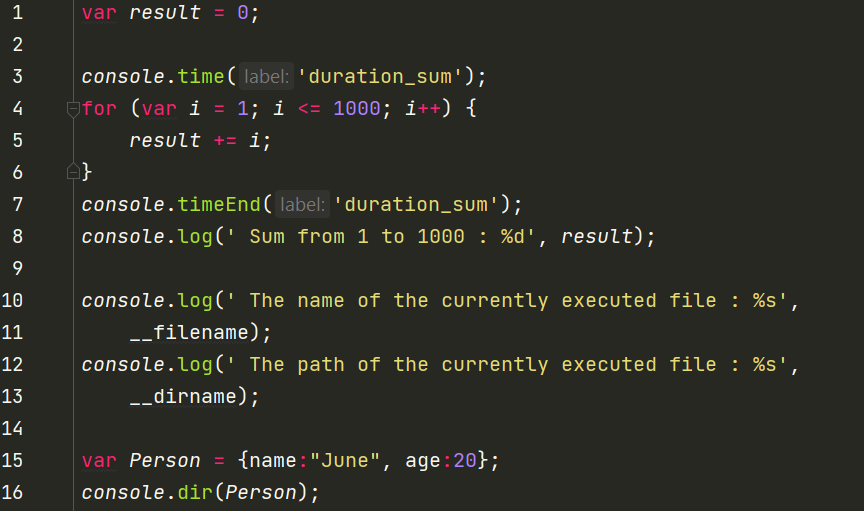 1 var result = 0;
2
3 console.time( label: 'duration_sum');
4 for (var i = 1; i <= 1000; i++) {
5     result += i;
6 }
7 console.timeEnd( label: 'duration_sum');
8 console.log(' Sum from 1 to 1000 : %d', result);
9
10 console.log(' The name of the currently executed file : %s',
11     __filename);
12 console.log(' The path of the currently executed file : %s',
13     __dirname);
14
15 var Person = {name:"June", age:20};
16 console.dir(Person);